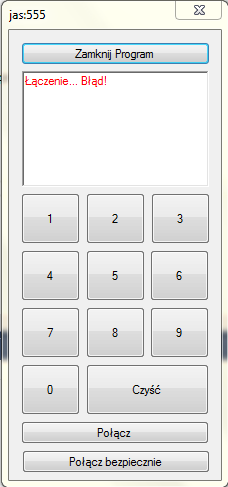 jas:555
Zamknij Program
Łączenie... Błąd!
1 2 3
4 5 6
7 8 9
0 Czyść
Połącz
Połącz bezpiecznie